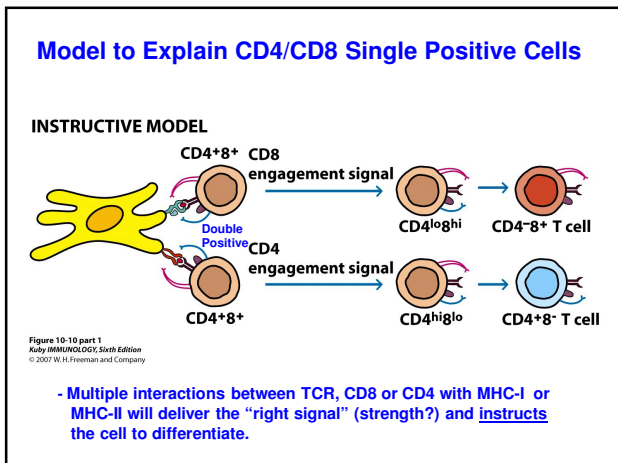 Model to Explain CD4/CD8 Single Positive Cells
INSTRUCTIVE MODEL
CD4+8+
CD8
engagement signal
CD4lo8hi
CD4–8+ T cell
Double
Positive
CD4
engagement signal
CD4+8+
CD4hi8lo
CD4+8- T cell
Figure 10-10 part 1
Kuby IMMUNOLOGY, Sixth Edition
© 2007 W. H. Freeman and Company
- Multiple interactions between TCR, CD8 or CD4 with MHC-I or
MHC-II will deliver the “right signal” (strength?) and instructs
the cell to differentiate.